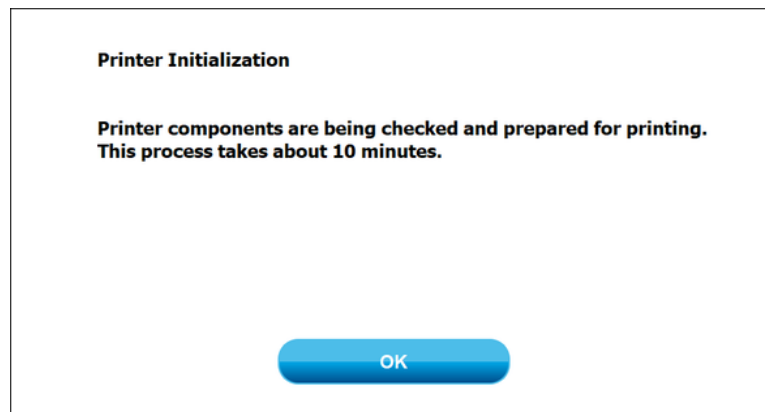 Printer Initialization
Printer components are being checked and prepared for printing.
This process takes about 10 minutes.
OK